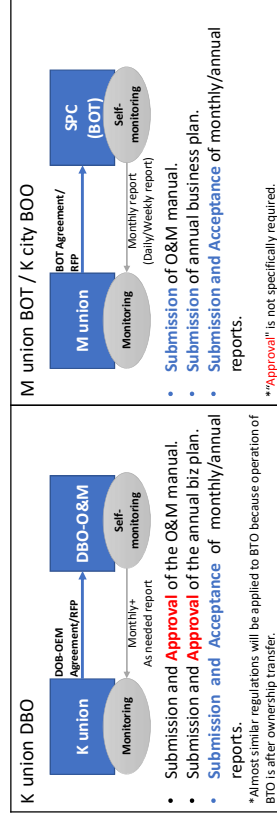 K union DBO
DOB-OEM
Agreement/RFP
K union
DBO-O&M
Monitoring
Self-
monitoring
Monthly+
As needed report
• Submission and Approval of the O&M manual.
• Submission and Approval of the annual biz plan.
• Submission and Acceptance of monthly/annual
reports.
*Almost similar regulations will be applied to BTO because operation of
BTO is after ownership transfer.
M union BOT / K city BOO
BOT Agreement/
RFP
M union
SPC
(BOT)
Monitoring
Self-
monitoring
Monthly report
(Daily/Weekly report)
• Submission of O&M manual.
• Submission of annual business plan.
• Submission and Acceptance of monthly/annual
reports.
*"Approval" is not specifically required.